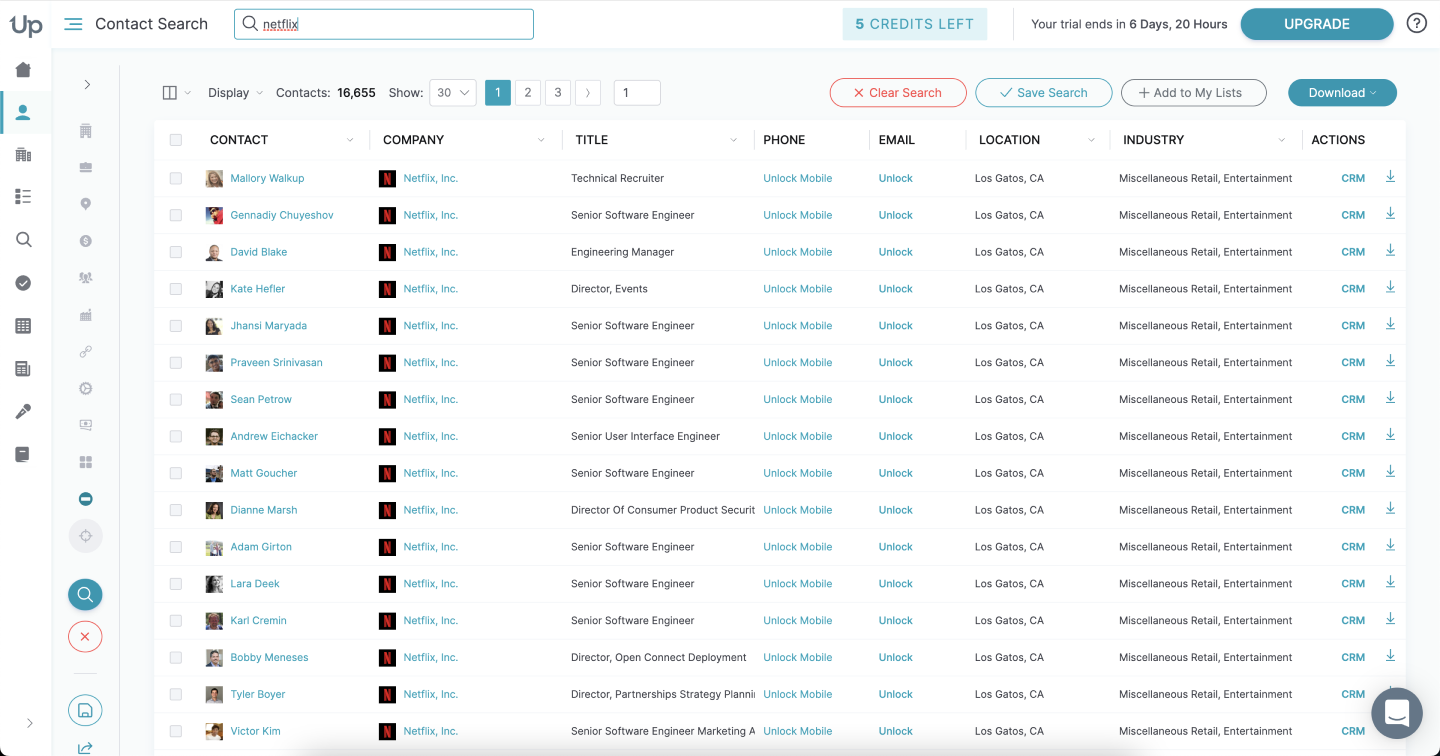 Up
Contact Search
netflix
5 CREDITS LEFT
Your trial ends in 6 Days, 20 Hours
UPGRADE
?
Display Contacts: 16,655 Show: 30 1 2 3 1
Clear Search
Save Search
Add to My Lists
Download
CONTACT COMPANY TITLE PHONE EMAIL LOCATION INDUSTRY ACTIONS
Mallory Walkup Netflix, Inc. Technical Recruiter Unlock Mobile Unlock Los Gatos, CA Miscellaneous Retail, Entertainment CRM
Gennadiy Chuyeshov Netflix, Inc. Senior Software Engineer Unlock Mobile Unlock Los Gatos, CA Miscellaneous Retail, Entertainment CRM
David Blake Netflix, Inc. Engineering Manager Unlock Mobile Unlock Los Gatos, CA Miscellaneous Retail, Entertainment CRM
Kate Hefler Netflix, Inc. Director, Events Unlock Mobile Unlock Los Gatos, CA Miscellaneous Retail, Entertainment CRM
Jhansi Maryada Netflix, Inc. Senior Software Engineer Unlock Mobile Unlock Los Gatos, CA Miscellaneous Retail, Entertainment CRM
Praveen Srinivasan Netflix, Inc. Senior Software Engineer Unlock Mobile Unlock Los Gatos, CA Miscellaneous Retail, Entertainment CRM
Sean Petrow Netflix, Inc. Senior Software Engineer Unlock Mobile Unlock Los Gatos, CA Miscellaneous Retail, Entertainment CRM
Andrew Eichacker Netflix, Inc. Senior User Interface Engineer Unlock Mobile Unlock Los Gatos, CA Miscellaneous Retail, Entertainment CRM
Matt Goucher Netflix, Inc. Senior Software Engineer Unlock Mobile Unlock Los Gatos, CA Miscellaneous Retail, Entertainment CRM
Dianne Marsh Netflix, Inc. Director Of Consumer Product Securit Unlock Mobile Unlock Los Gatos, CA Miscellaneous Retail, Entertainment CRM
Adam Girton Netflix, Inc. Senior Software Engineer Unlock Mobile Unlock Los Gatos, CA Miscellaneous Retail, Entertainment CRM
Lara Deek Netflix, Inc. Senior Software Engineer Unlock Mobile Unlock Los Gatos, CA Miscellaneous Retail, Entertainment CRM
Karl Cremin Netflix, Inc. Senior Software Engineer Unlock Mobile Unlock Los Gatos, CA Miscellaneous Retail, Entertainment CRM
Bobby Meneses Netflix, Inc. Director, Open Connect Deployment Unlock Mobile Unlock Los Gatos, CA Miscellaneous Retail, Entertainment CRM
Tyler Boyer Netflix, Inc. Director, Partnerships Strategy Planni Unlock Mobile Unlock Los Gatos, CA Miscellaneous Retail, Entertainment CRM
Victor Kim Netflix, Inc. Senior Software Engineer Marketing A Unlock Mobile Unlock Los Gatos, CA Miscellaneous Retail, Entertainment CRM